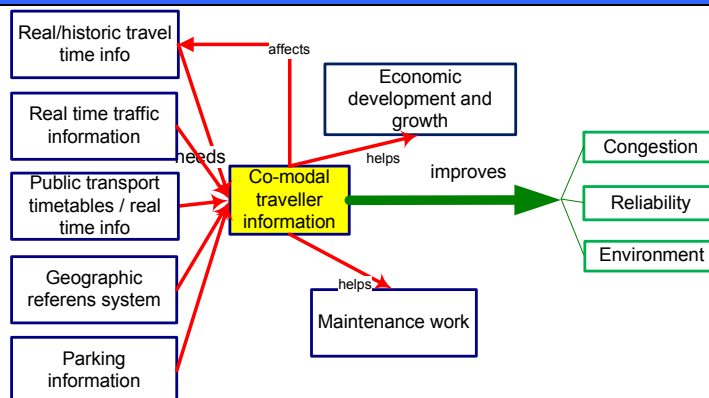 Real/historic travel
time info
affects
Economic
development and
growth
Real time traffic
information
needs
helps
Congestion
improves
Co-modal
traveller
information
Public transport
timetables / real
time info
Reliability
Environment
Geographic
referens system
helps
Maintenance work
Parking
information